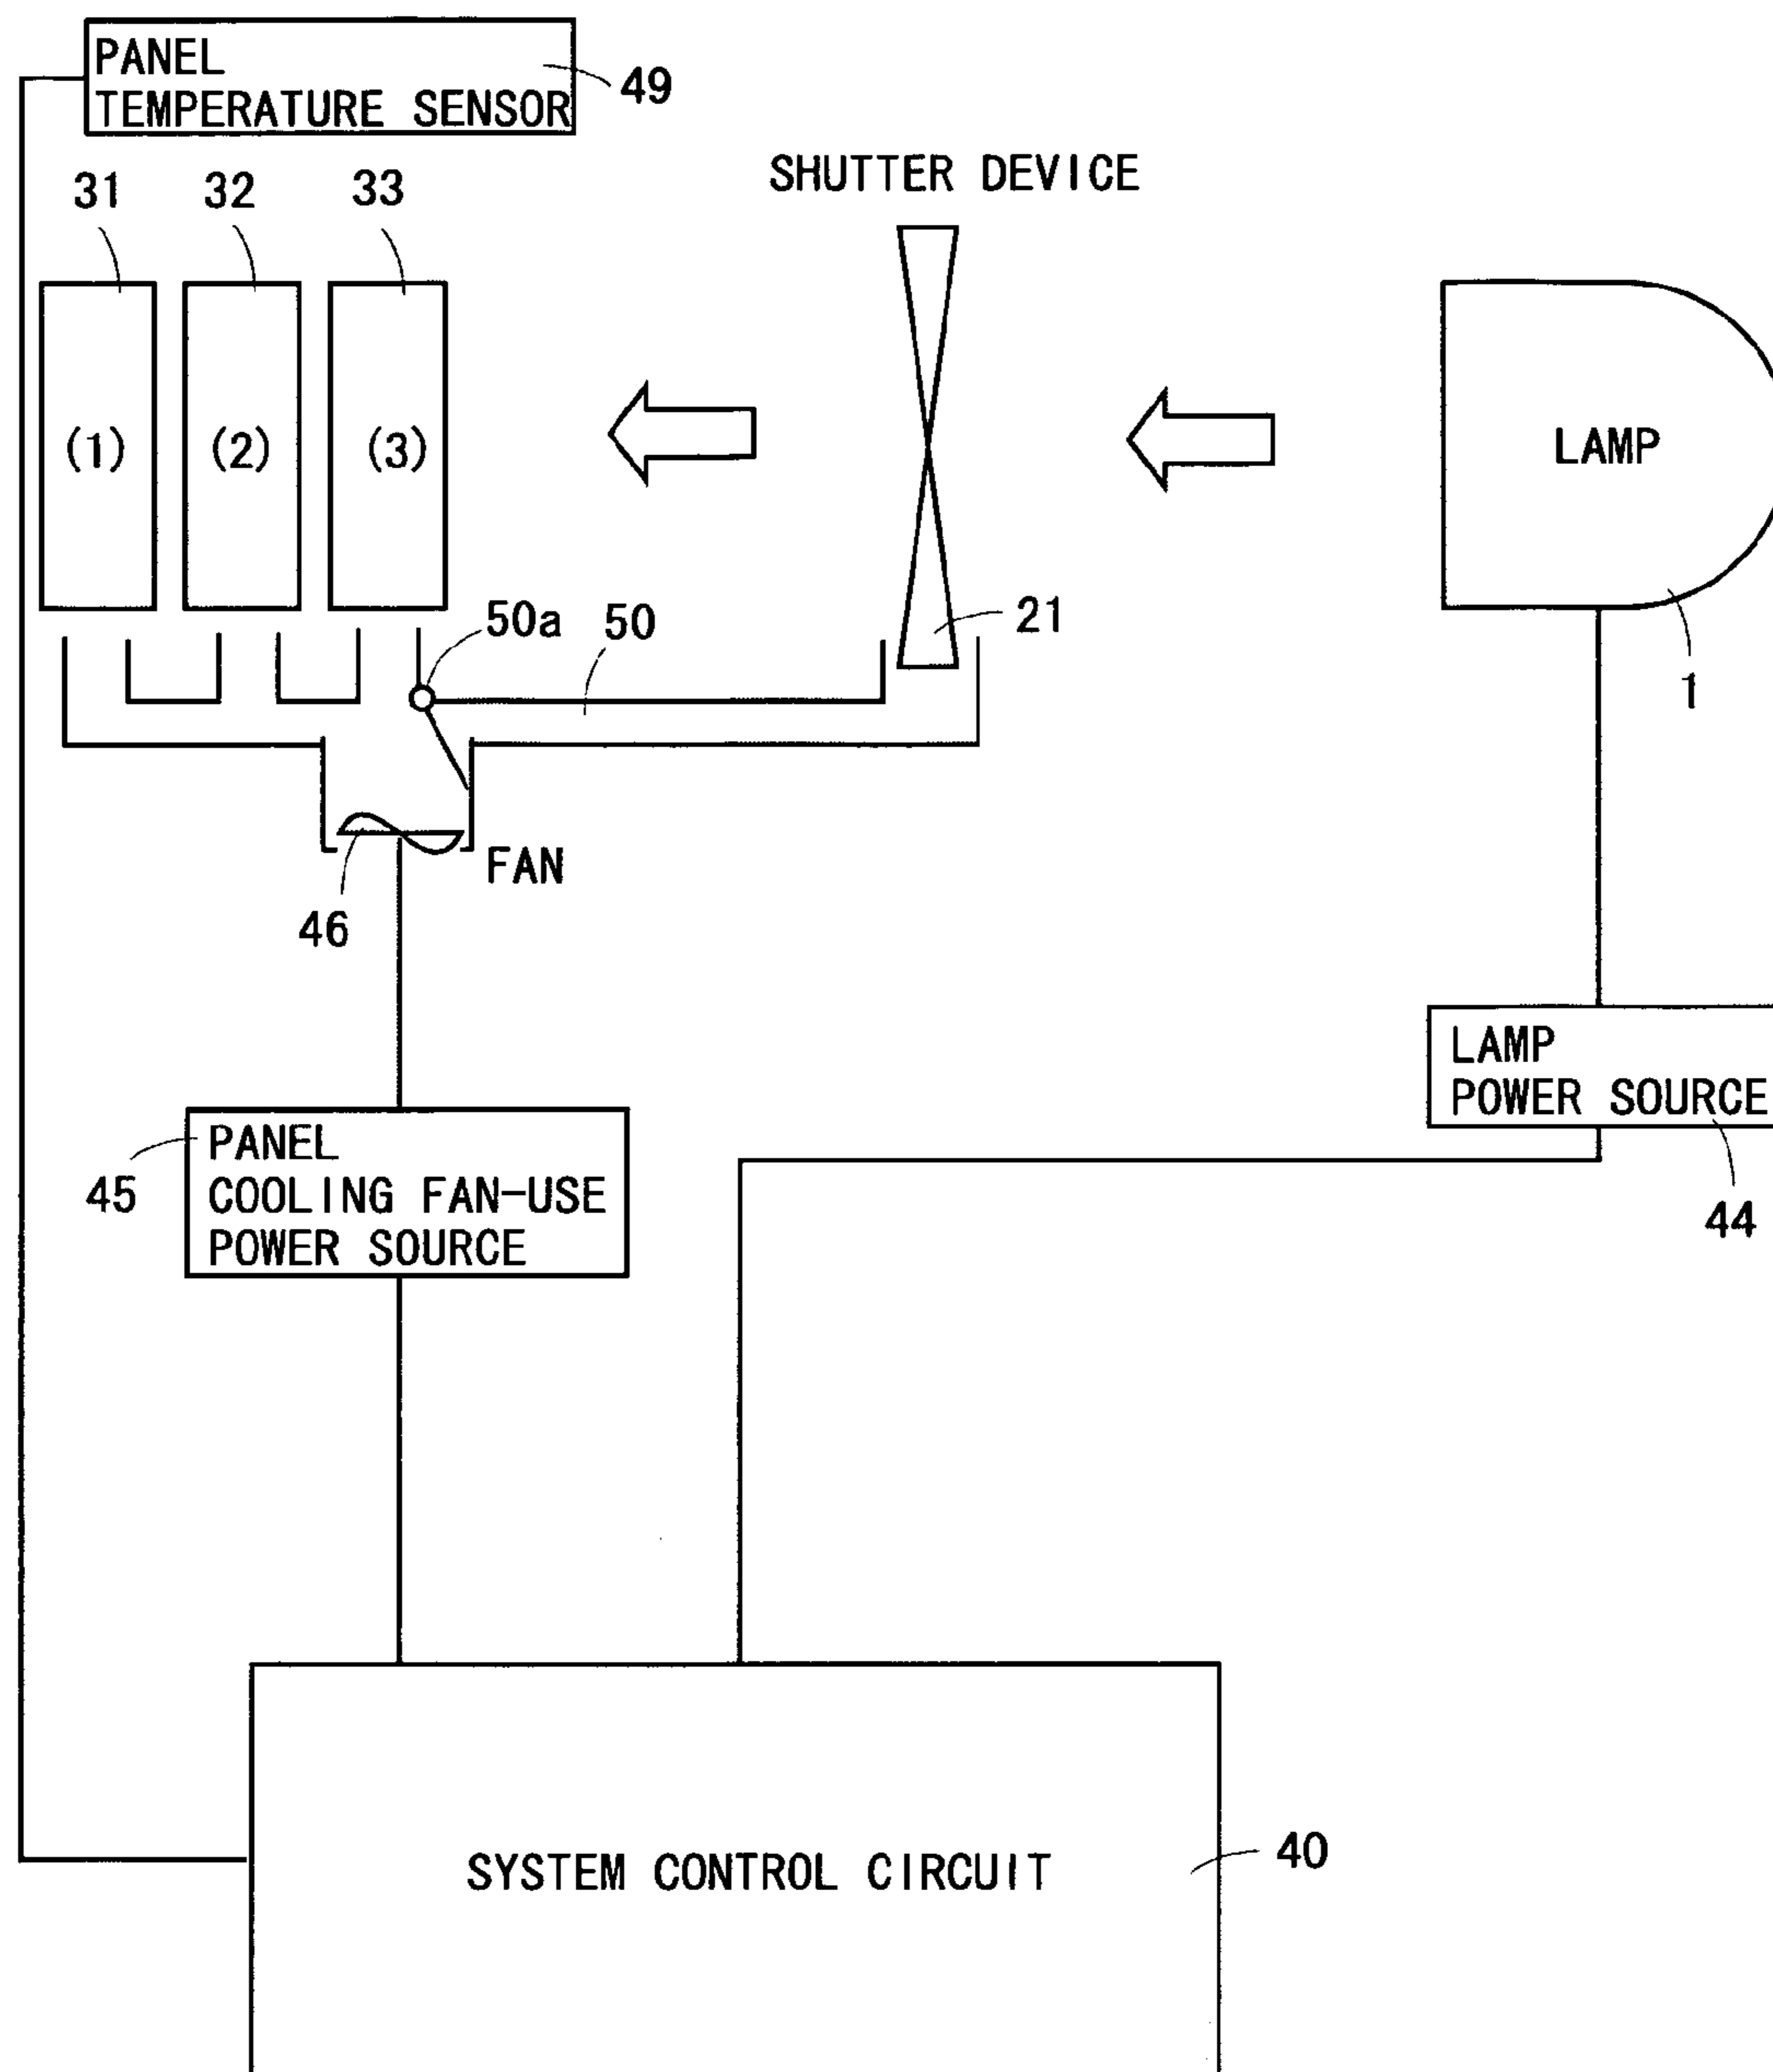 PANEL
TEMPERATURE SENSOR
49
SHUTTER DEVICE
31
32
33
(1)
(2)
(3)
LAMP
50a
50
21
1
FAN
46
LAMP
POWER SOURCE
44
PANEL
COOLING FAN-USE
POWER SOURCE
45
SYSTEM CONTROL CIRCUIT
40